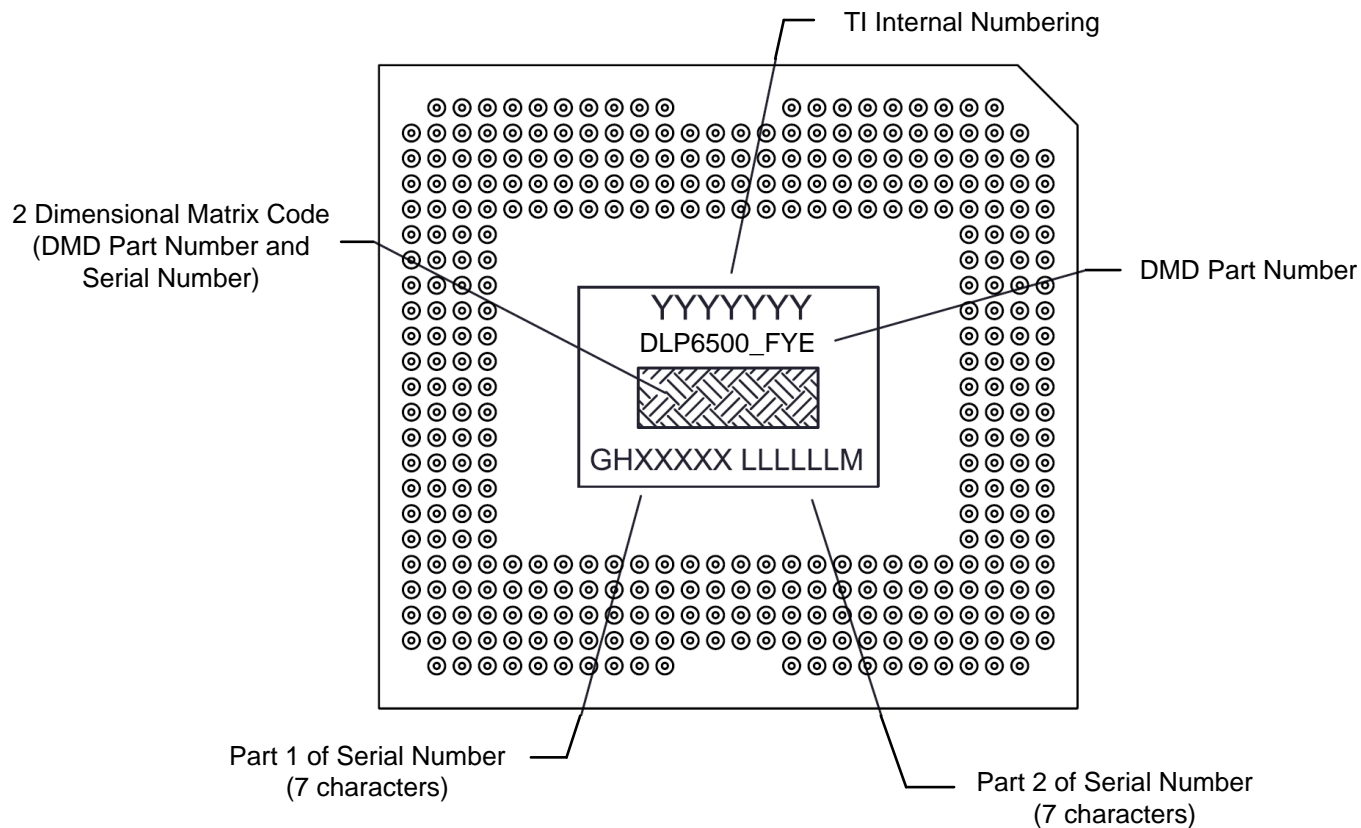 TI Internal Numbering
2 Dimensional Matrix Code
(DMD Part Number and
Serial Number)
DMD Part Number
YYYYYYY
DLP6500_FYE
GHXXXXX LLLLLLM
Part 1 of Serial Number
(7 characters)
Part 2 of Serial Number
(7 characters)